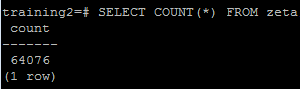 training2=# SELECT COUNT(*) FROM zeta
count
-------
64076
(1 row)